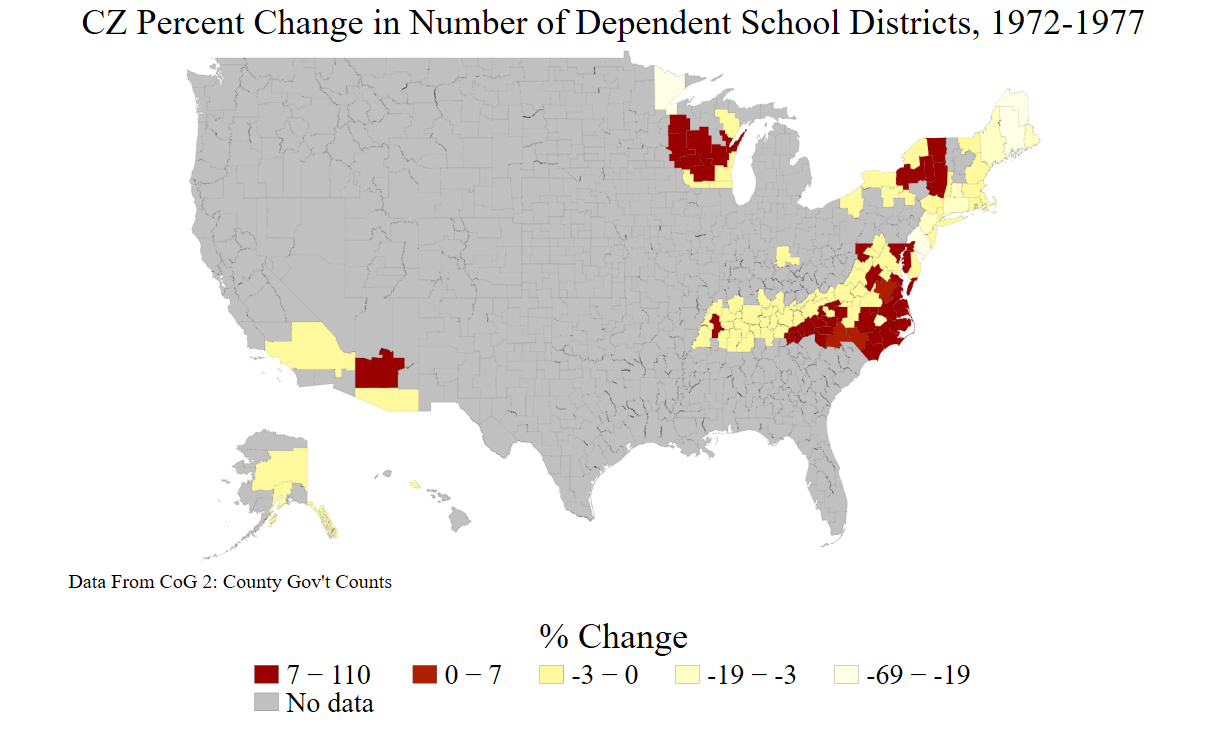 CZ Percent Change in Number of Dependent School Districts, 1972-1977
Data From CoG 2: County Gov't Counts
% Change
7 − 110 0 − 7 -3 − 0 -19 − -3 -69 − -19
No data